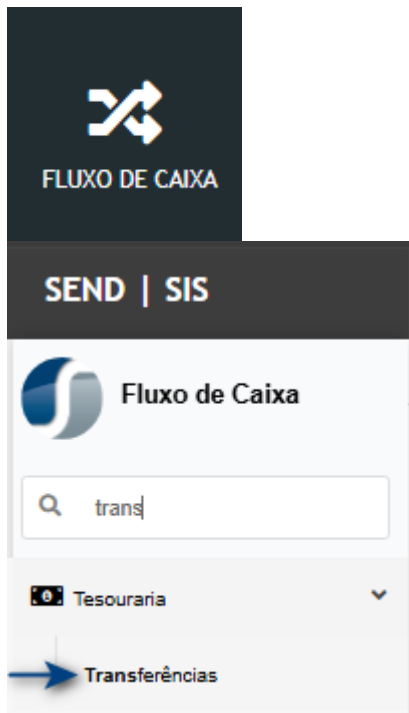 FLUXO DE CAIXA
SEND | SIS
Fluxo de Caixa
trans
Tesouraria
Transferências